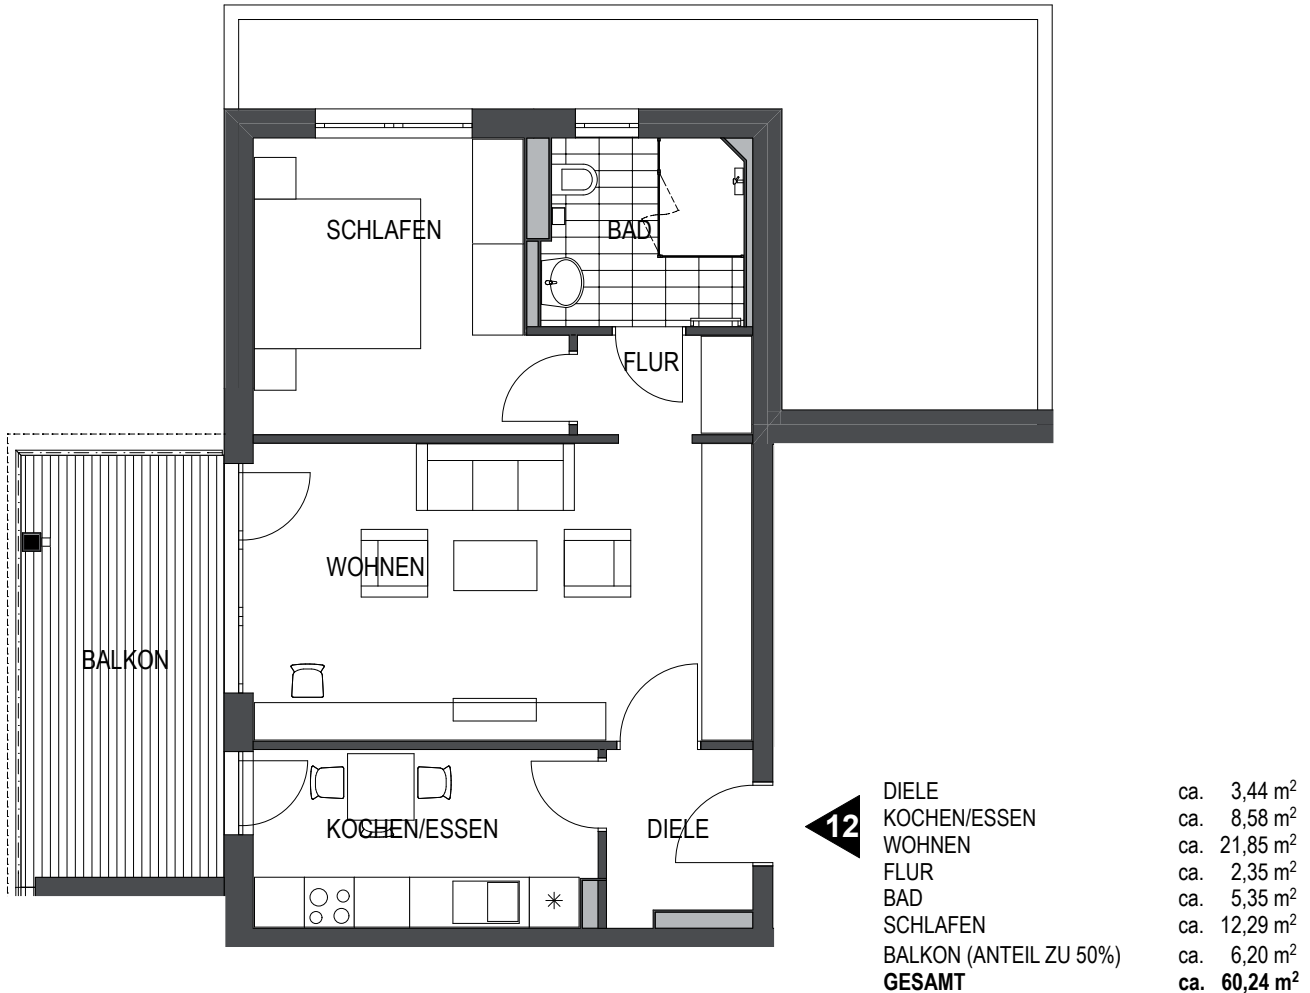 SCHLAFEN
BAD
FLUR
WOHNEN
BALKON
KOCHEN/ESSEN
DIELE
12
DIELE ca. 3,44 m²
KOCHEN/ESSEN ca. 8,58 m²
WOHNEN ca. 21,85 m²
FLUR ca. 2,35 m²
BAD ca. 5,35 m²
SCHLAFEN ca. 12,29 m²
BALKON (ANTEIL ZU 50%) ca. 6,20 m²
GESAMT ca. 60,24 m²